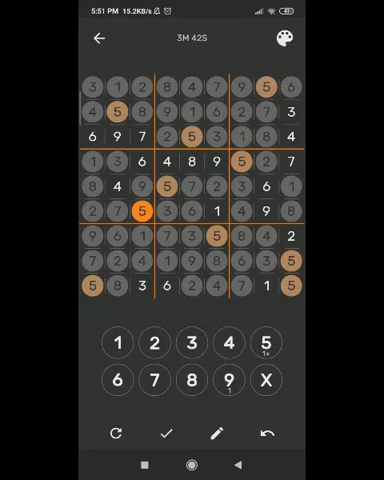 5:51 PM | 15.2KB/s 41
3M 42S
3 1 2 8 4 7 9 5 6
4 5 8 9 1 6 2 7 3
6 9 7 2 5 3 1 8 4
1 3 6 4 8 9 5 2 7
8 4 9 5 7 2 3 6 1
2 7 5 3 6 1 4 9 8
9 6 1 7 3 5 8 4 2
7 2 4 1 9 8 6 3 5
5 8 3 6 2 4 7 1 5
1 2 3 4 5
1+
6 7 8 9 X
1